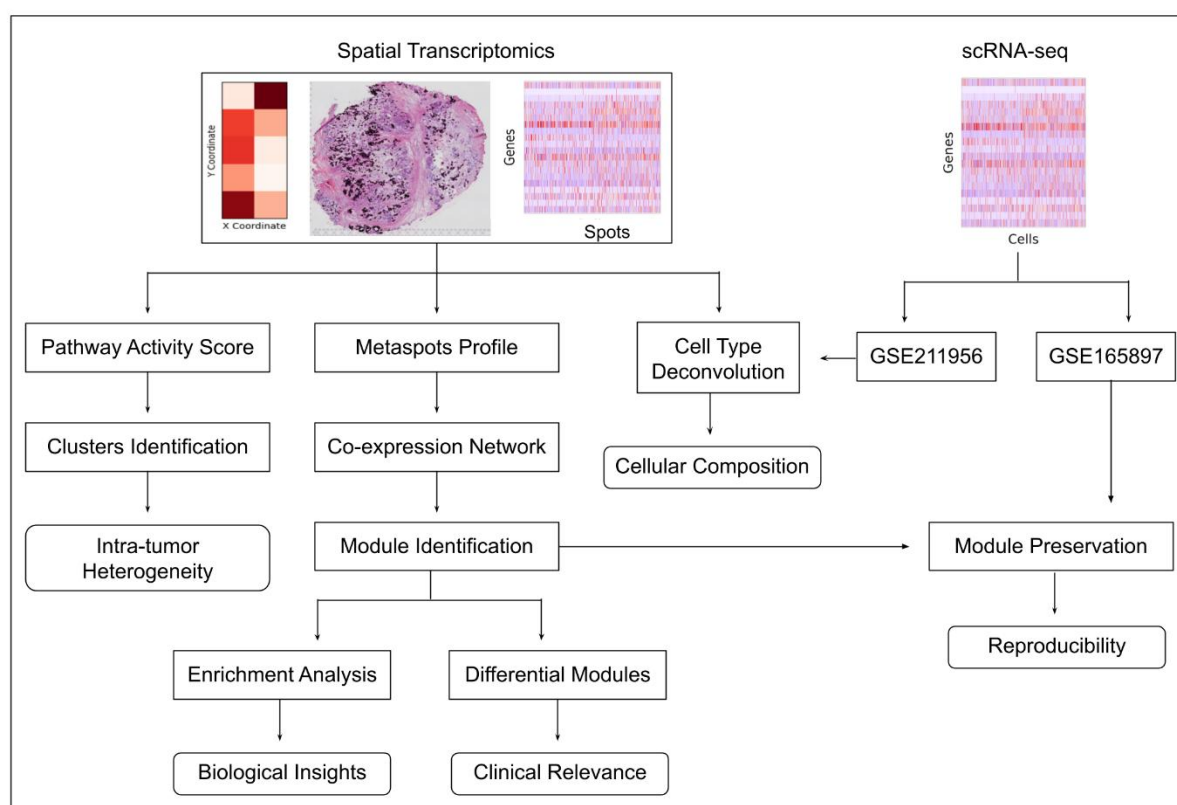 Spatial Transcriptomics
scRNA-seq
Y Coordinate
X Coordinate
Genes
Spots
Genes
Cells
Pathway Activity Score
Metaspots Profile
Cell Type
Deconvolution
GSE211956
GSE165897
Clusters Identification
Co-expression Network
Cellular Composition
Intra-tumor
Heterogeneity
Module Identification
Module Preservation
Enrichment Analysis
Differential Modules
Reproducibility
Biological Insights
Clinical Relevance